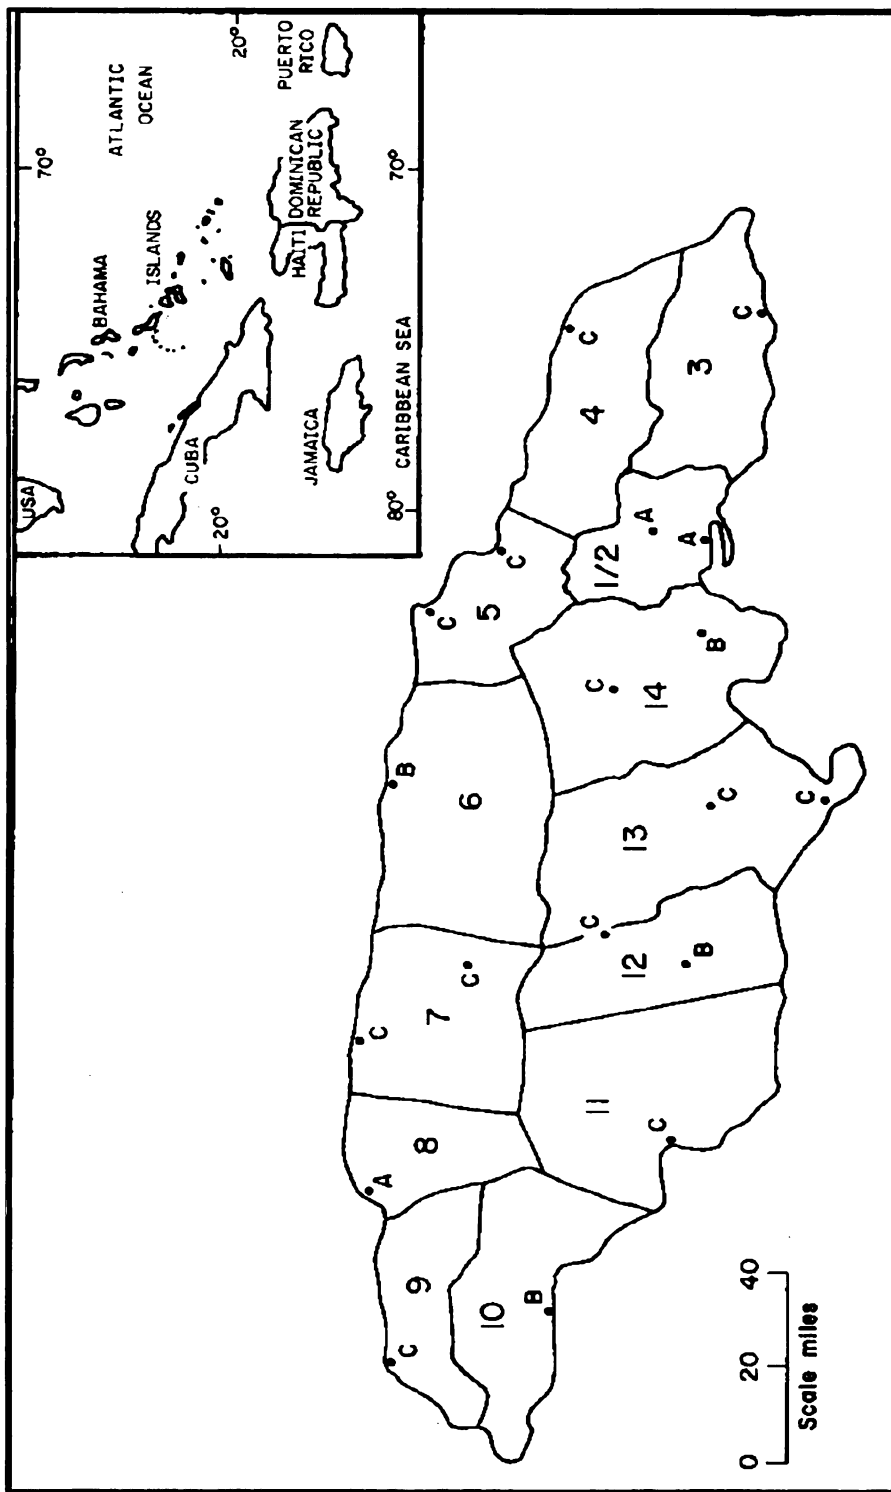 USA
70°
BAHAMA
ATLANTIC
OCEAN
ISLANDS
CUBA
20°
20°
JAMAICA
HAITI
DOMINICAN
REPUBLIC
PUERTO
RICO
CARIBBEAN SEA
80°
70°
C
9
A
8
C
7
C
B
6
C
5
C
4
C
10
B
11
C
12
C
B
13
C
C
14
C
B
1/2
A
A
3
C
0 20 40
Scale miles